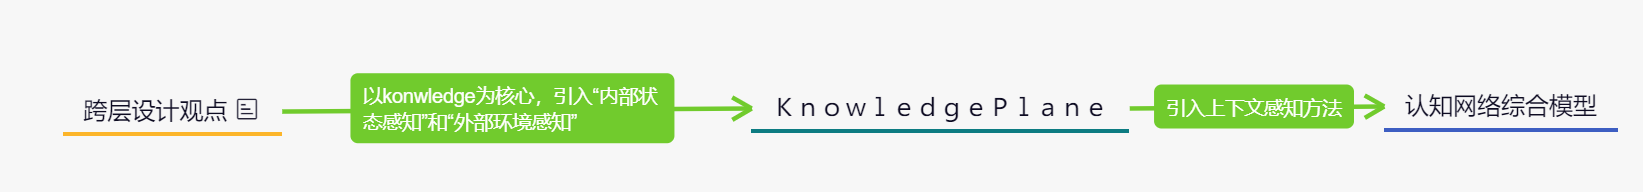 跨层设计观点
以konwledge为核心，引入“内部状
态感知”和“外部环境感知”
ＫｎｏｗｌｅｄｇｅＰｌａｎｅ
引入上下文感知方法
认知网络综合模型